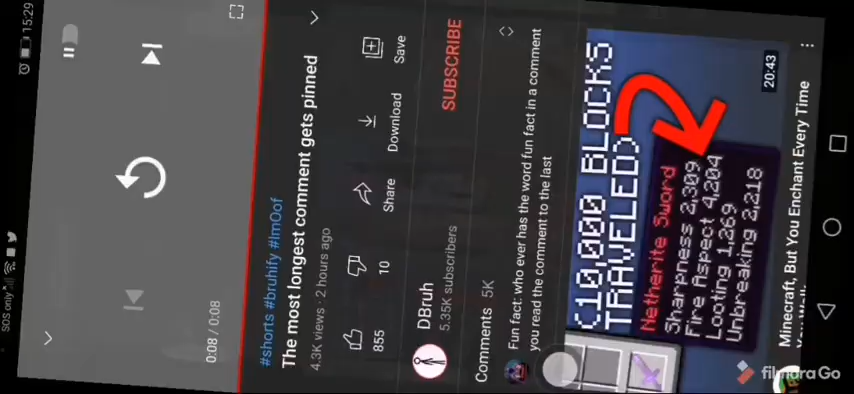 15:29
SOS only
0:08 / 0:08
#shorts #bruhify #lm0of
The most longest comment gets pinned
4.3K views · 2 hours ago
855
10
Share
Download
Save
DBruh
5.35K subscribers
SUBSCRIBE
Comments 5K
Fun fact: who ever has the word fun fact in a comment
you read the comment to the last
(10,000 BLOCKS
TRAVELED)
Netherite Sword
Sharpness 2,309
Fire Aspect 4,204
Looting 1,269
Unbreaking 2,218
20:43
Minecraft, But You Enchant Every Time
filmora Go